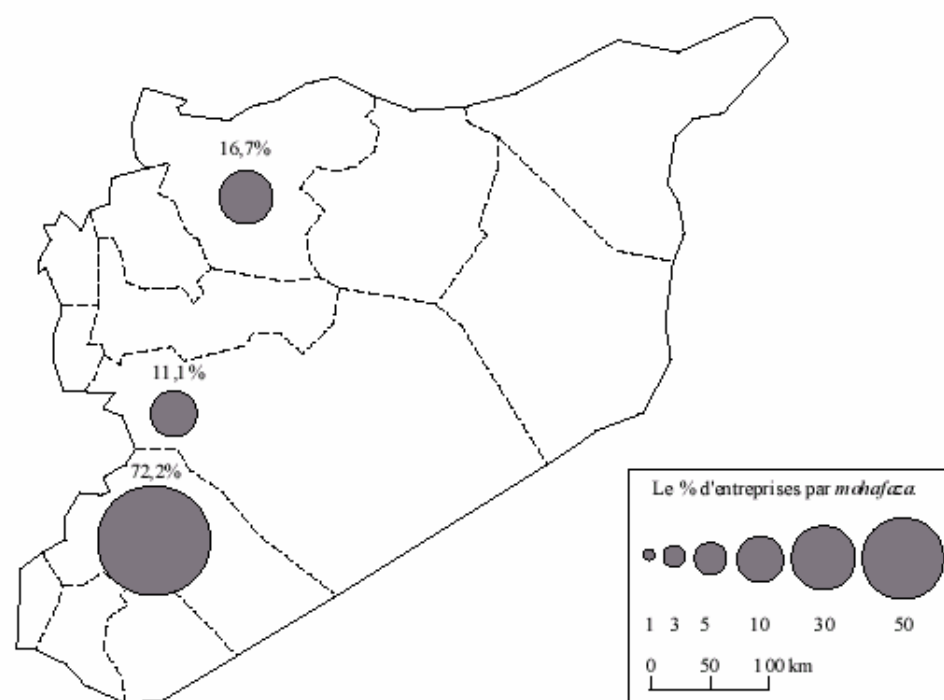 16,7%
11,1%
72,2%
Le % d'entreprises par mohafaza.
1 3 5 10 30 50
0 50 100 km